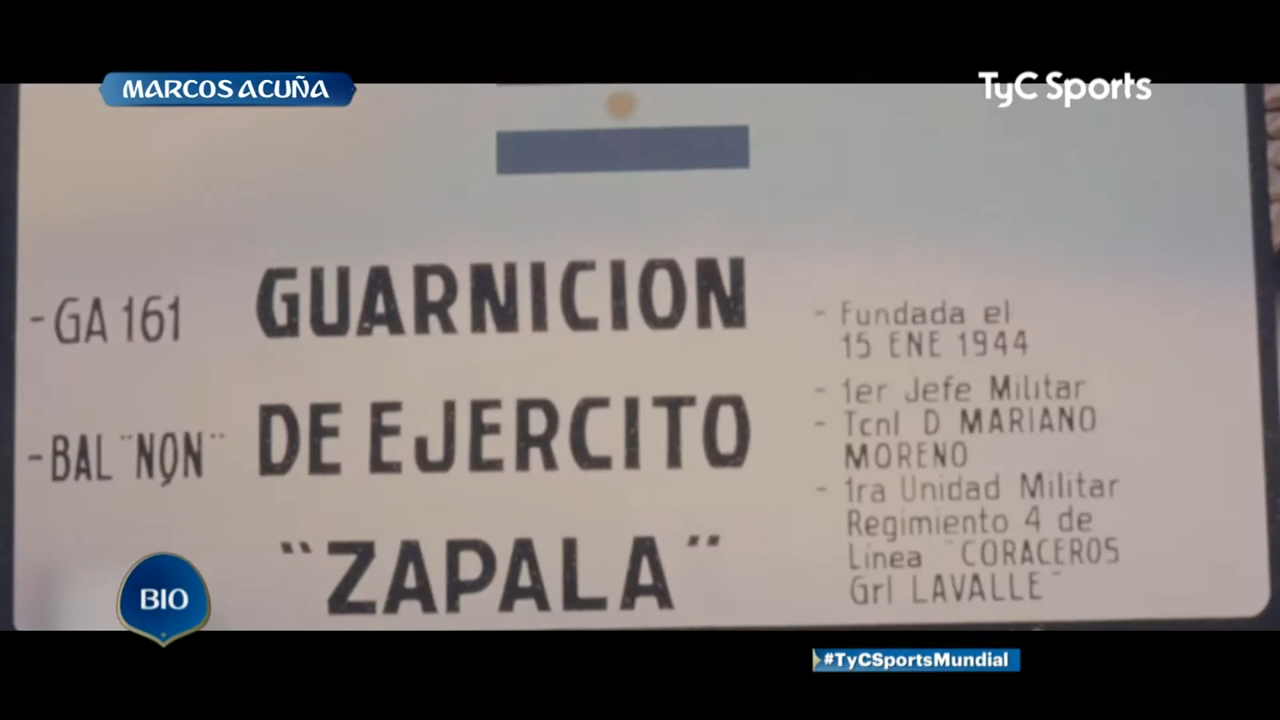 MARCOS ACUÑA
TyC Sports
- GA 161
- BAL "NQN"
GUARNICION
DE EJERCITO
"ZAPALA"
- Fundada el
15 ENE 1944
- 1er Jefe Militar
- Tcnl D MARIANO
MORENO
- 1ra Unidad Militar
Regimiento 4 de
Linea "CORACEROS
Grl LAVALLE"
BIO
#TyCSportsMundial